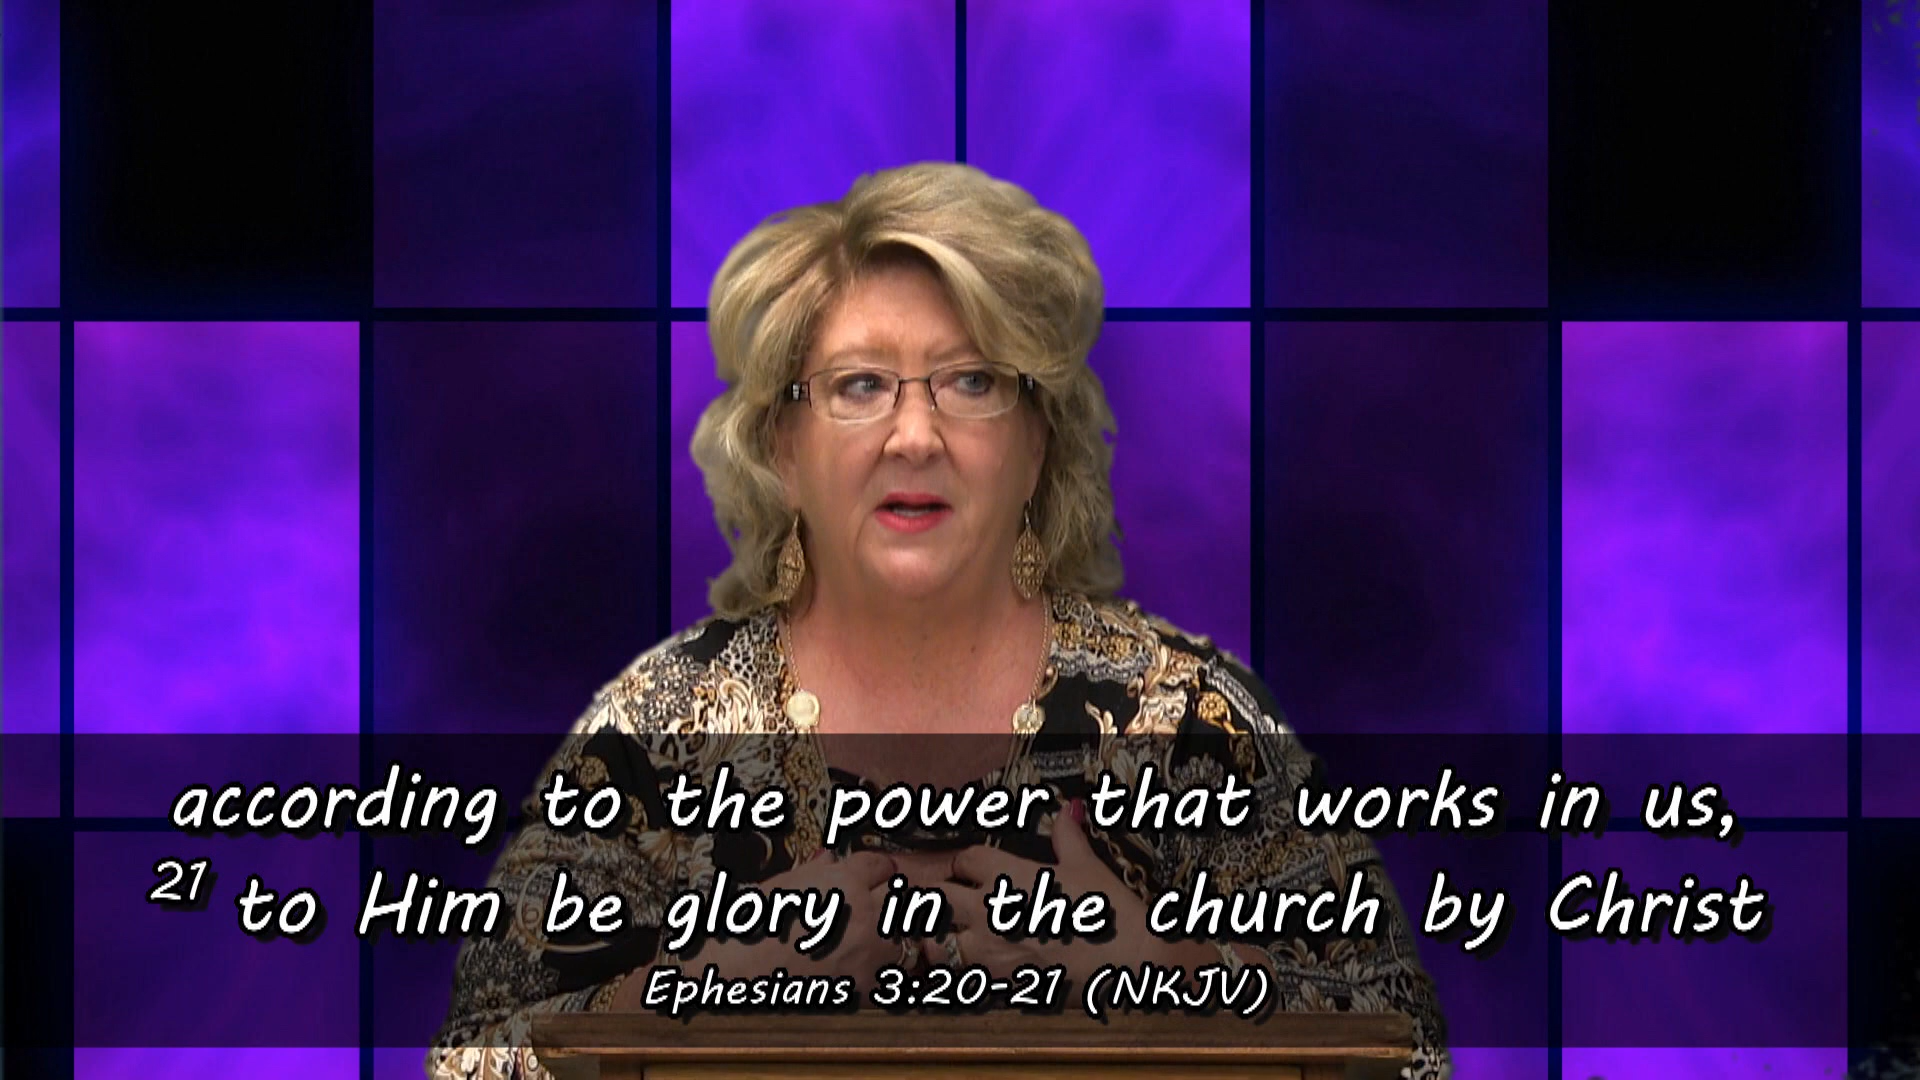 according to the power that works in us,
21 to Him be glory in the church by Christ
Ephesians 3:20-21 (NKJV)